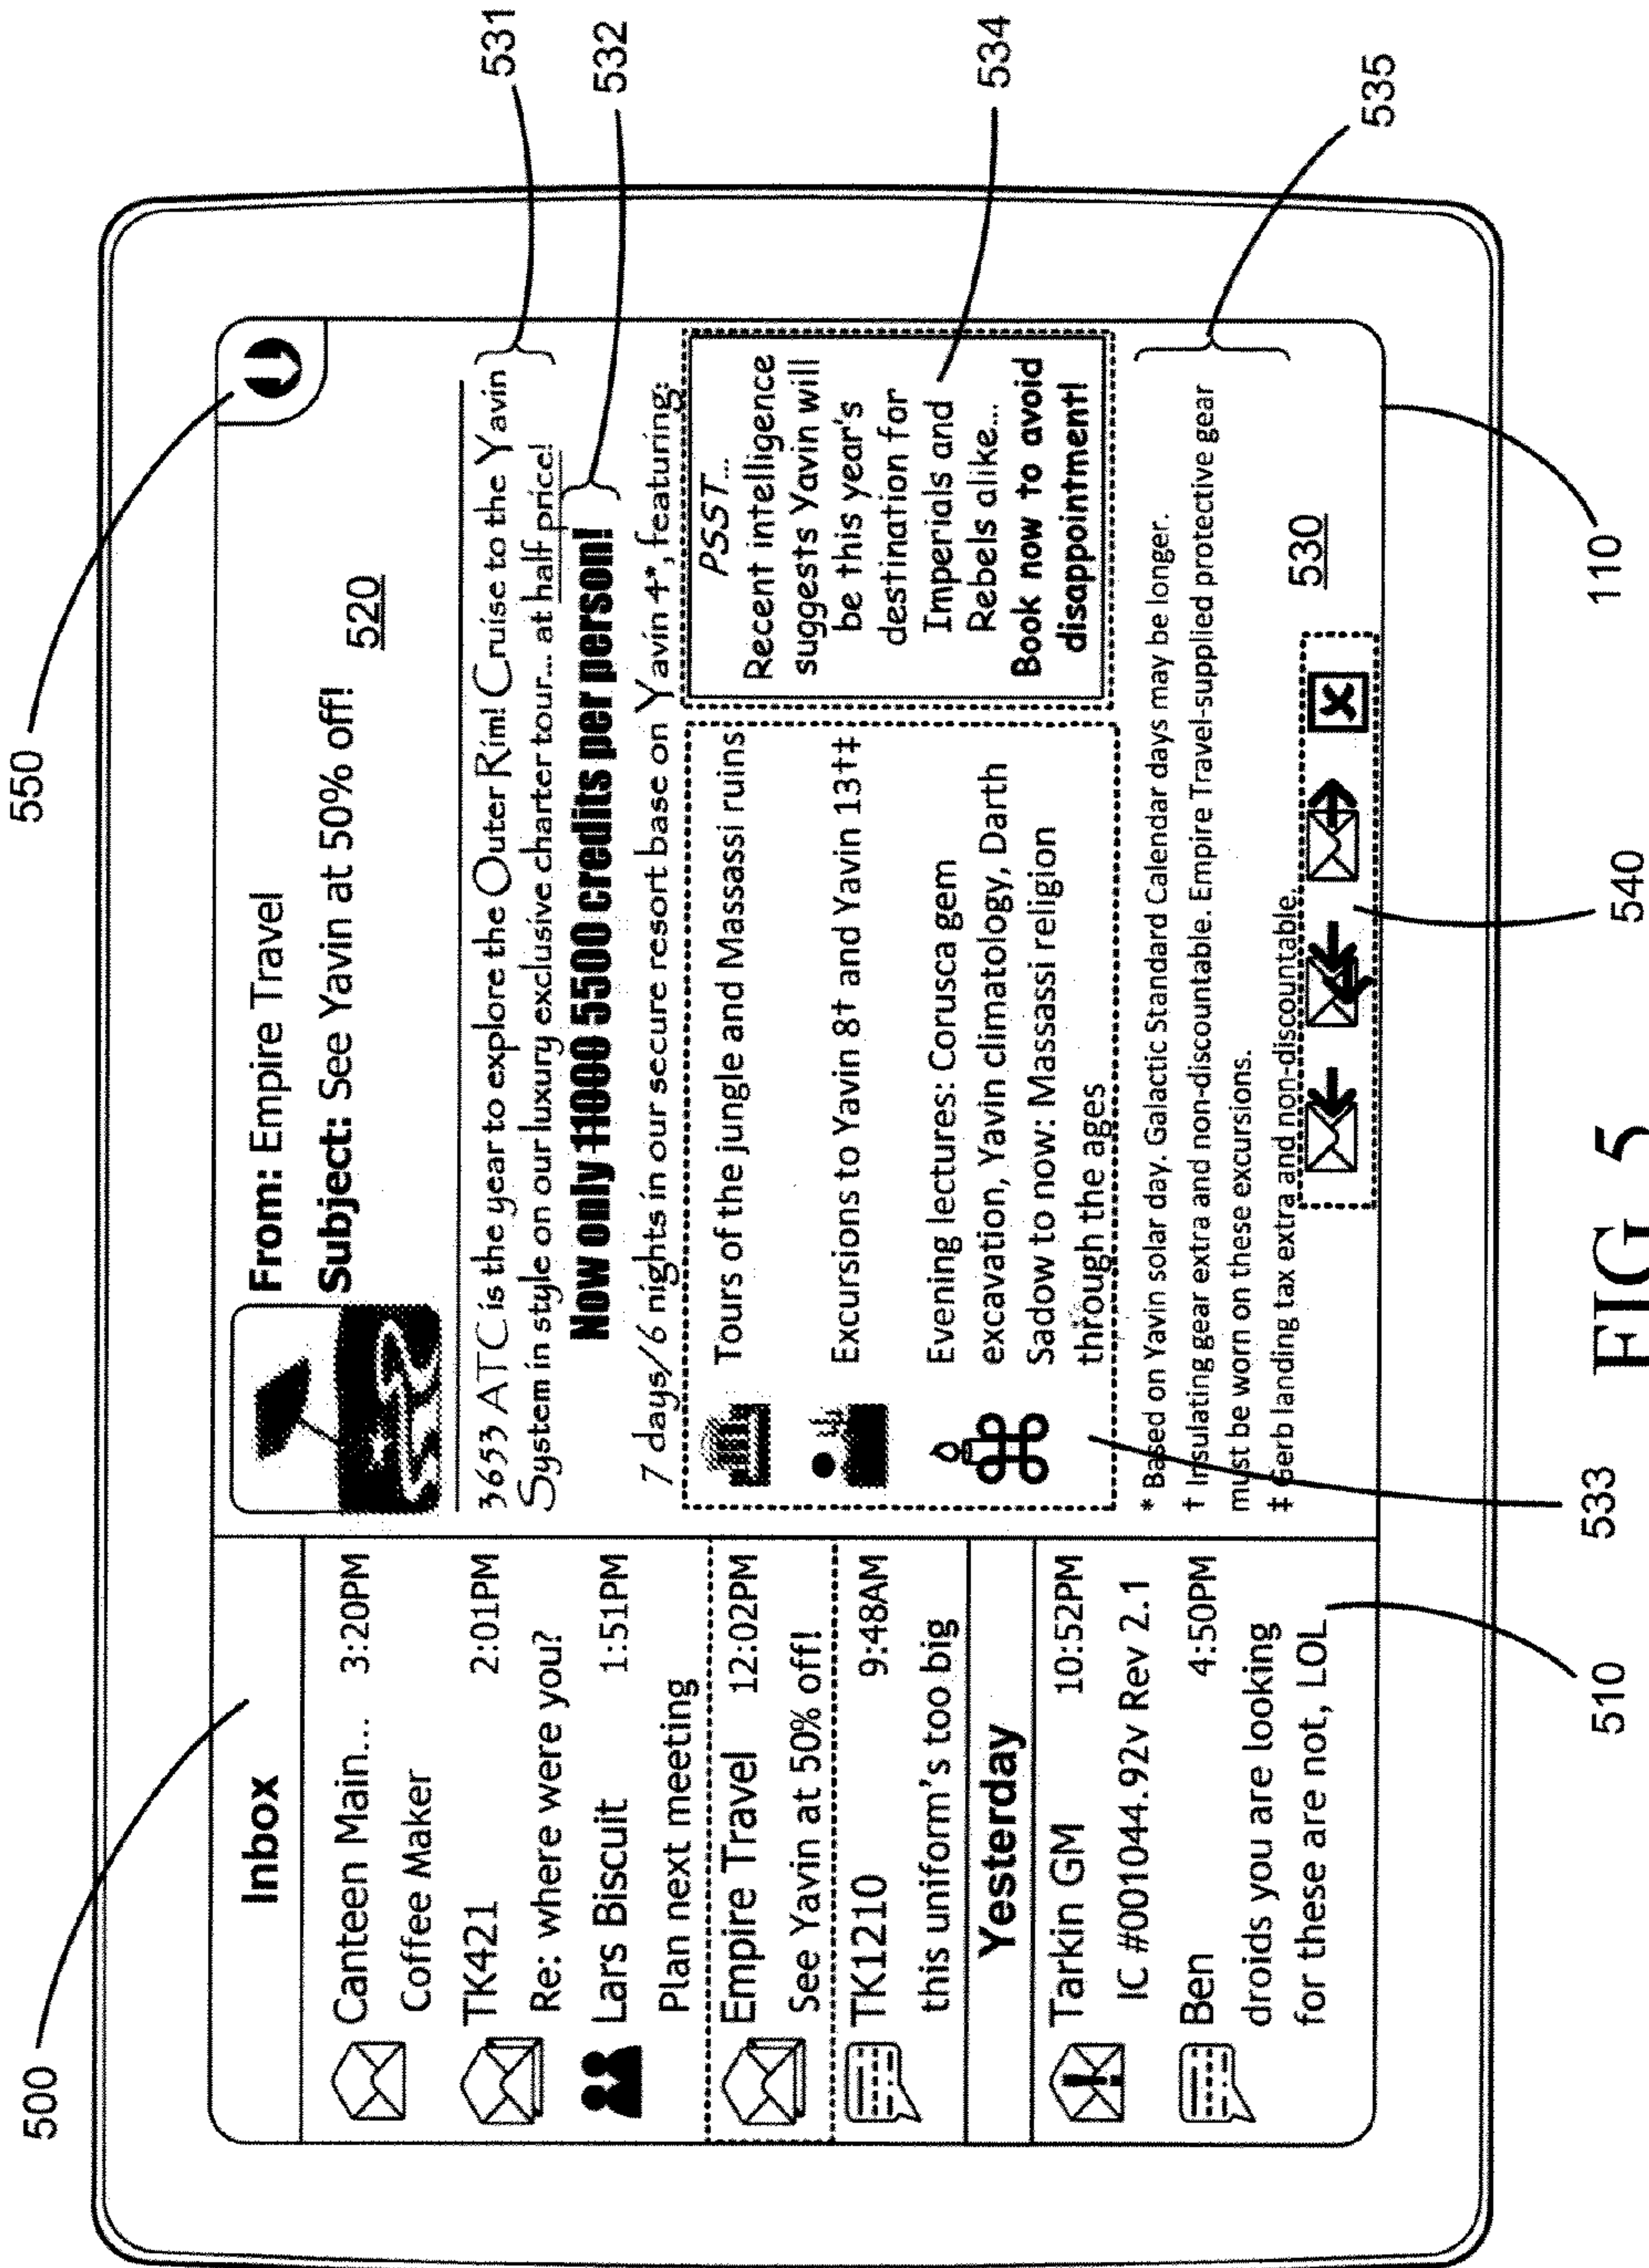 550
500
531
532
534
535
Inbox
Canteen Main... 3:20PM
Coffee Maker
TK421 2:01PM
Re: where were you?
Lars Biscuit 1:51PM
Plan next meeting
Empire Travel 12:02PM
See Yavin at 50% off!
TK1210 9:48AM
this uniform's too big
Yesterday
Tarkin GM 10:52PM
IC #001044.92v Rev 2.1
Ben 4:50PM
droids you are looking
for these are not, LOL
From: Empire Travel
Subject: See Yavin at 50% off!
520
3653 ATC is the year to explore the Outer Rim! Cruise to the Yavin
System in style on our luxury exclusive charter tour... at half price!
Now only 11000 5500 credits per person!
7 days/6 nights in our secure resort base on Yavin 4*, featuring:
Tours of the jungle and Massassi ruins
Excursions to Yavin 8† and Yavin 13†‡
Evening lectures: Corusca gem
excavation, Yavin climatology, Darth
Sadow to now: Massassi religion
through the ages
PSST...
Recent intelligence
suggests Yavin will
be this year's
destination for
Imperials and
Rebels alike...
Book now to avoid
disappointment!
* Based on Yavin solar day. Galactic Standard Calendar days may be longer.
† Insulating gear extra and non-discountable. Empire Travel-supplied protective gear
must be worn on these excursions.
‡ Gerb landing tax extra and non-discountable.
530
510
533
540
110
FIG. 5